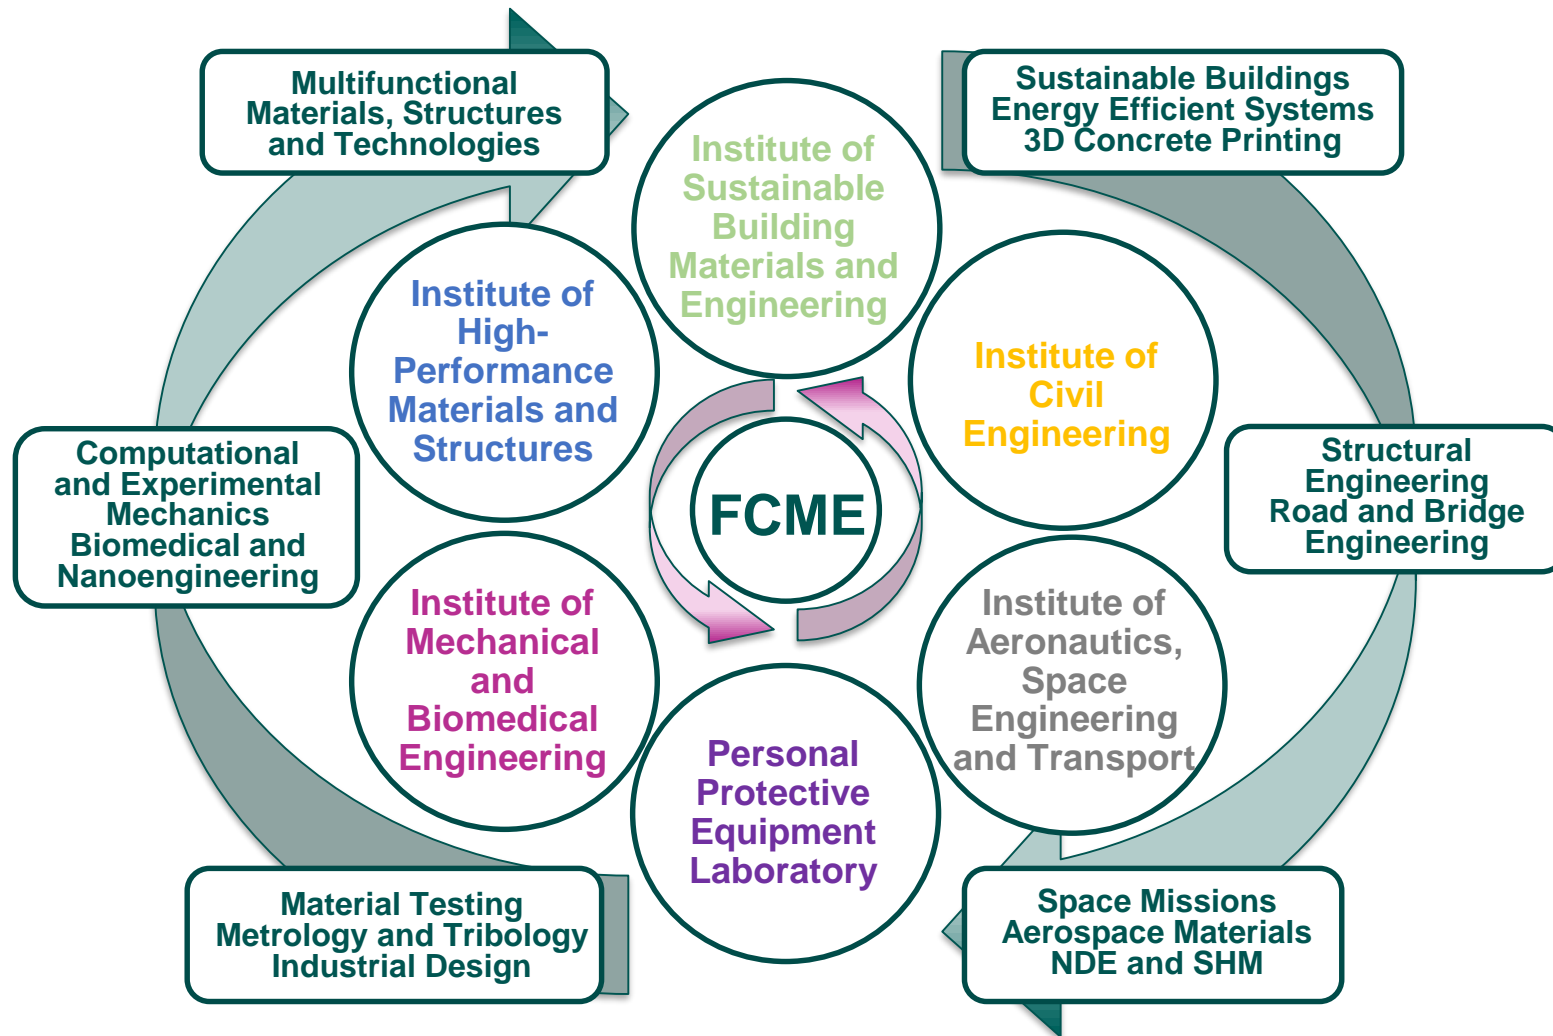 Multifunctional
Materials, Structures
and Technologies
Sustainable Buildings
Energy Efficient Systems
3D Concrete Printing
Institute of
Sustainable
Building
Materials and
Engineering
Institute of
High-
Performance
Materials and
Structures
Institute of
Civil
Engineering
Computational
and Experimental
Mechanics
Biomedical and
Nanoengineering
FCME
Structural
Engineering
Road and Bridge
Engineering
Institute of
Mechanical
and
Biomedical
Engineering
Institute of
Aeronautics,
Space
Engineering
and Transport
Personal
Protective
Equipment
Laboratory
Material Testing
Metrology and Tribology
Industrial Design
Space Missions
Aerospace Materials
NDE and SHM